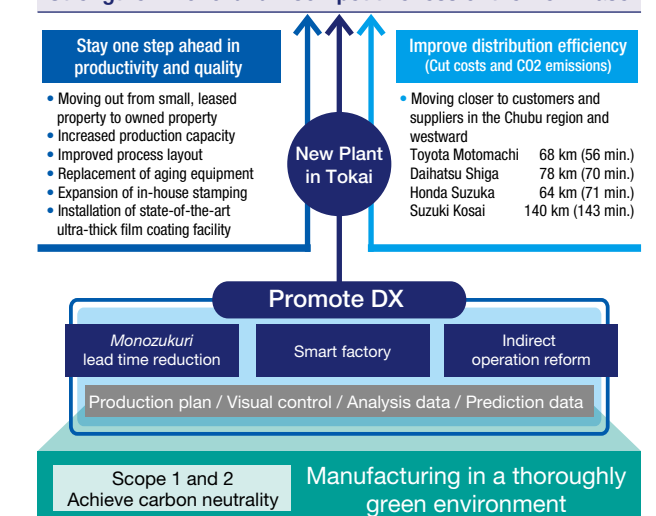 Stay one step ahead in
productivity and quality
• Moving out from small, leased
property to owned property
• Increased production capacity
• Improved process layout
• Replacement of aging equipment
• Expansion of in-house stamping
• Installation of state-of-the-art
ultra-thick film coating facility
New Plant
in Tokai
Improve distribution efficiency
(Cut costs and CO2 emissions)
• Moving closer to customers and
suppliers in the Chubu region and
westward
Toyota Motomachi 68 km (56 min.)
Daihatsu Shiga 78 km (70 min.)
Honda Suzuka 64 km (71 min.)
Suzuki Kosai 140 km (143 min.)
Promote DX
Monozukuri
lead time reduction
Smart factory
Indirect
operation reform
Production plan / Visual control / Analysis data / Prediction data
Scope 1 and 2
Achieve carbon neutrality
Manufacturing in a thoroughly
green environment